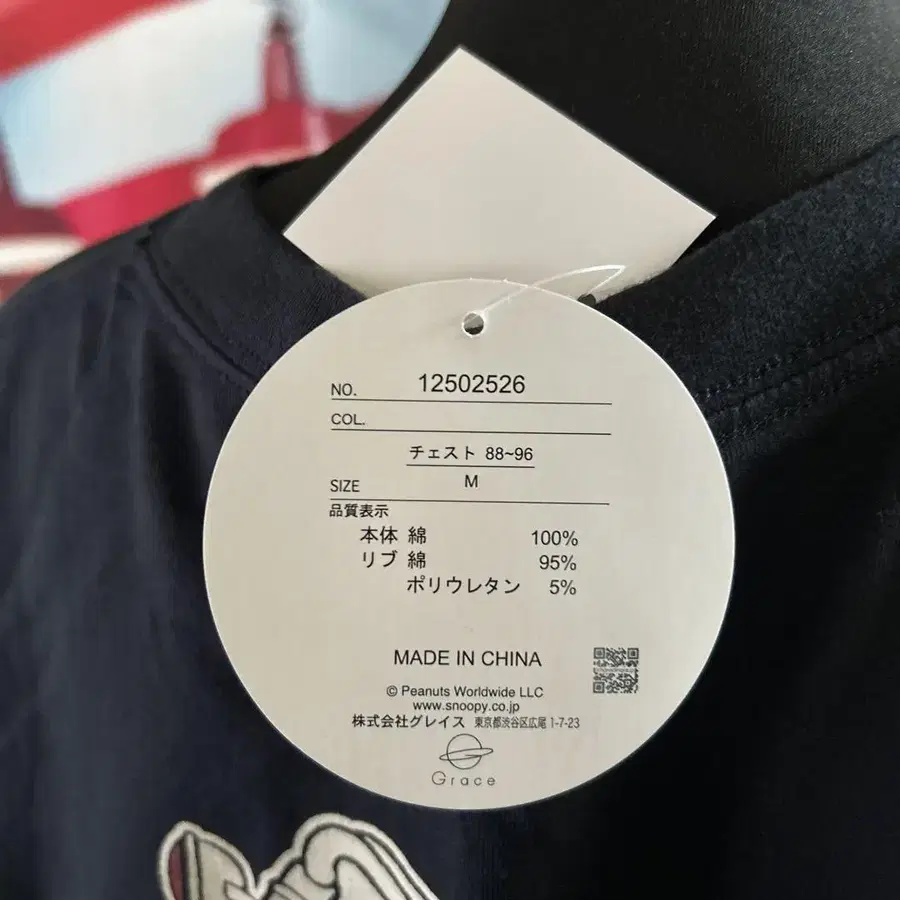 NO. 12502526
COL.
チェスト 88~96
SIZE M
品質表示
本体 綿 100%
リブ 綿 95%
ポリウレタン 5%
MADE IN CHINA
© Peanuts Worldwide LLC
www.snoopy.co.jp
株式会社グレイス 東京都渋谷区広尾 1-7-23
Grace